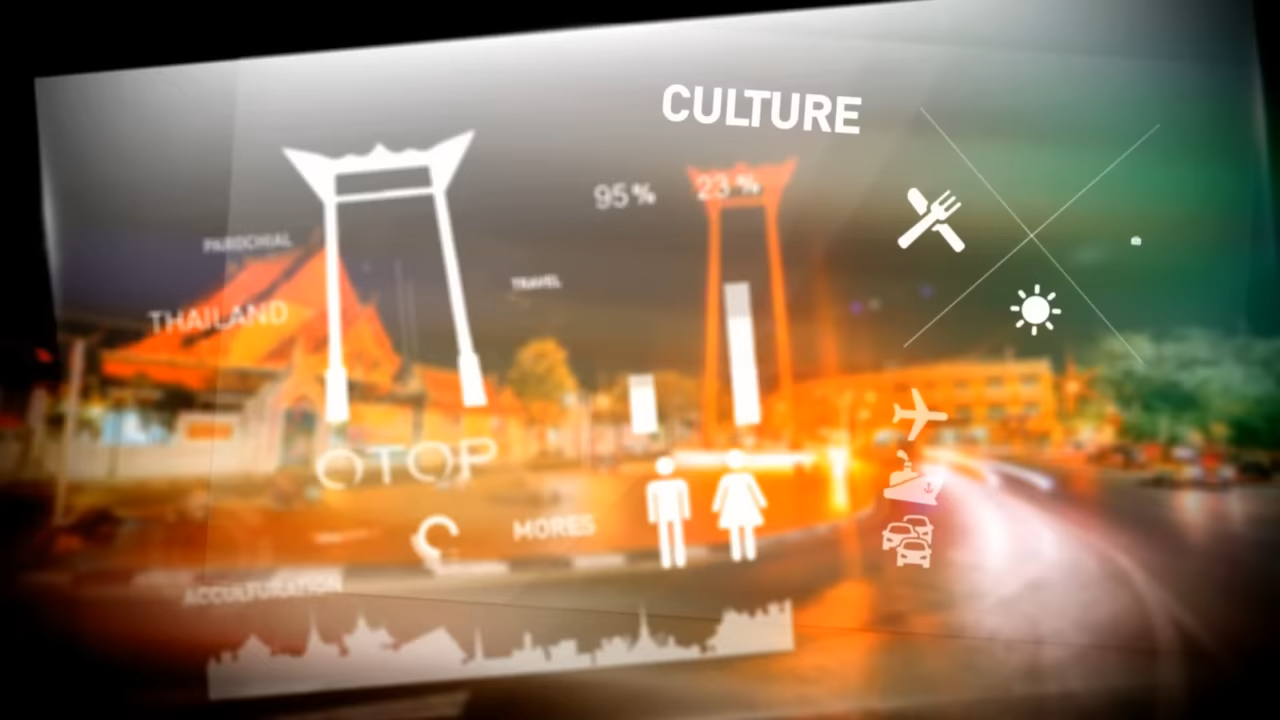 CULTURE
95%
23%
PAROCHIAL
TRAVEL
THAILAND
OTOP
MORES
ACCULTURATION